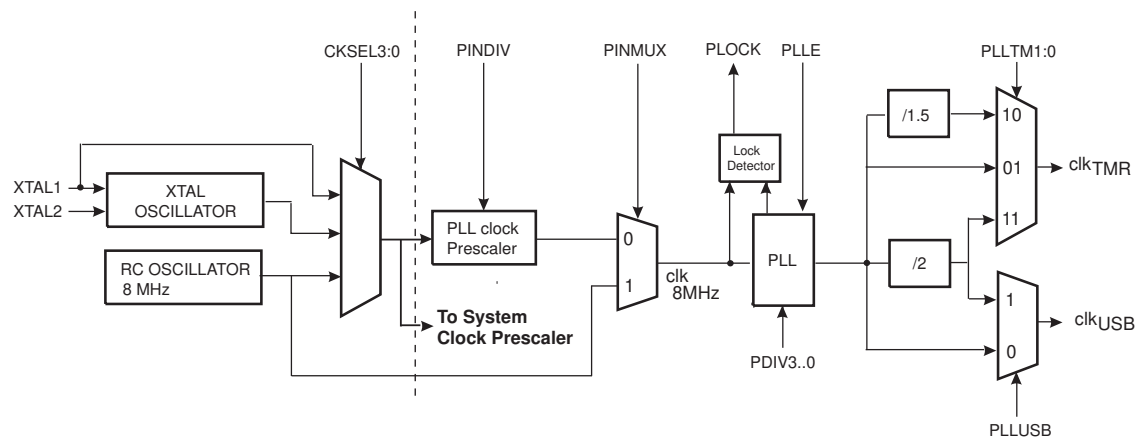 CKSEL3:0
PINDIV
PINMUX
PLOCK
PLLE
PLLTM1:0
/1.5
10
Lock
Detector
01
clkTMR
XTAL1
XTAL2
XTAL
OSCILLATOR
11
PLL clock
Prescaler
0
RC OSCILLATOR
8 MHz
PLL
/2
clk
8MHz
1
1
To System
Clock Prescaler
clkUSB
0
PDIV3..0
PLLUSB